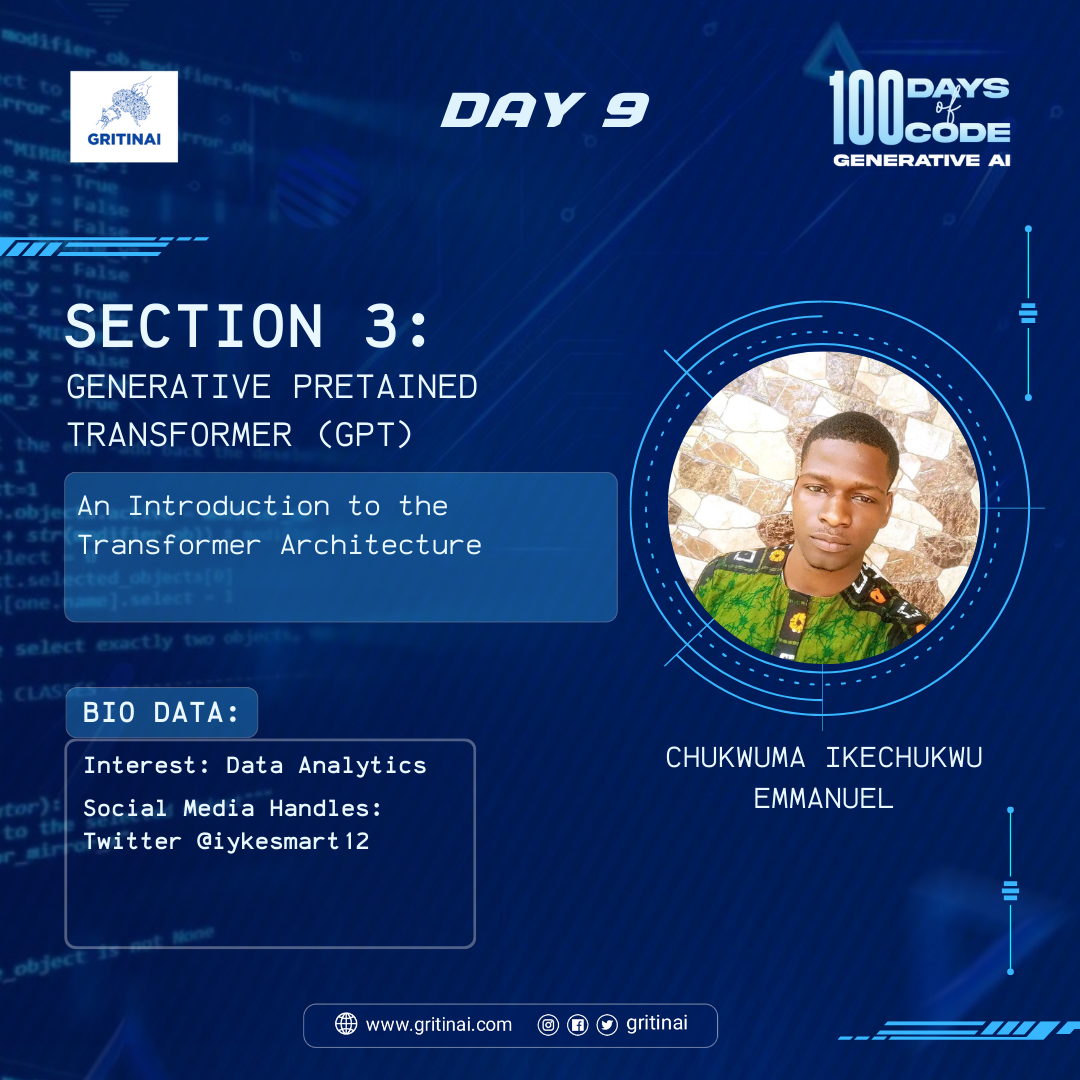 GRITINAI
DAY 9
100 DAYS
of
CODE
GENERATIVE AI
SECTION 3:
GENERATIVE PRETAINED
TRANSFORMER (GPT)
An Introduction to the
Transformer Architecture
BIO DATA:
Interest: Data Analytics
Social Media Handles:
Twitter @iykesmart12
CHUKWUMA IKECHUKWU
EMMANUEL
www.gritinai.com gritinai